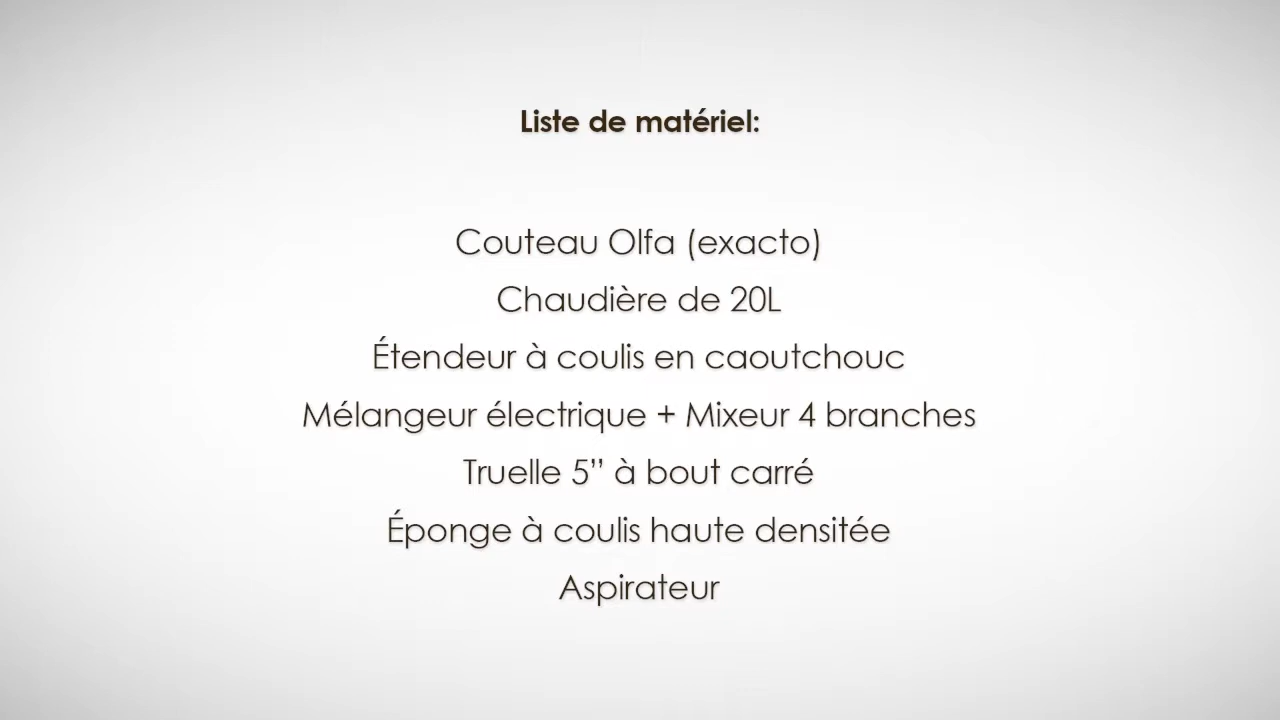 Liste de matériel:
Couteau Olfa (exacto)
Chaudière de 20L
Étendeur à coulis en caoutchouc
Mélangeur électrique + Mixeur 4 branches
Truelle 5” à bout carré
Éponge à coulis haute densitée
Aspirateur